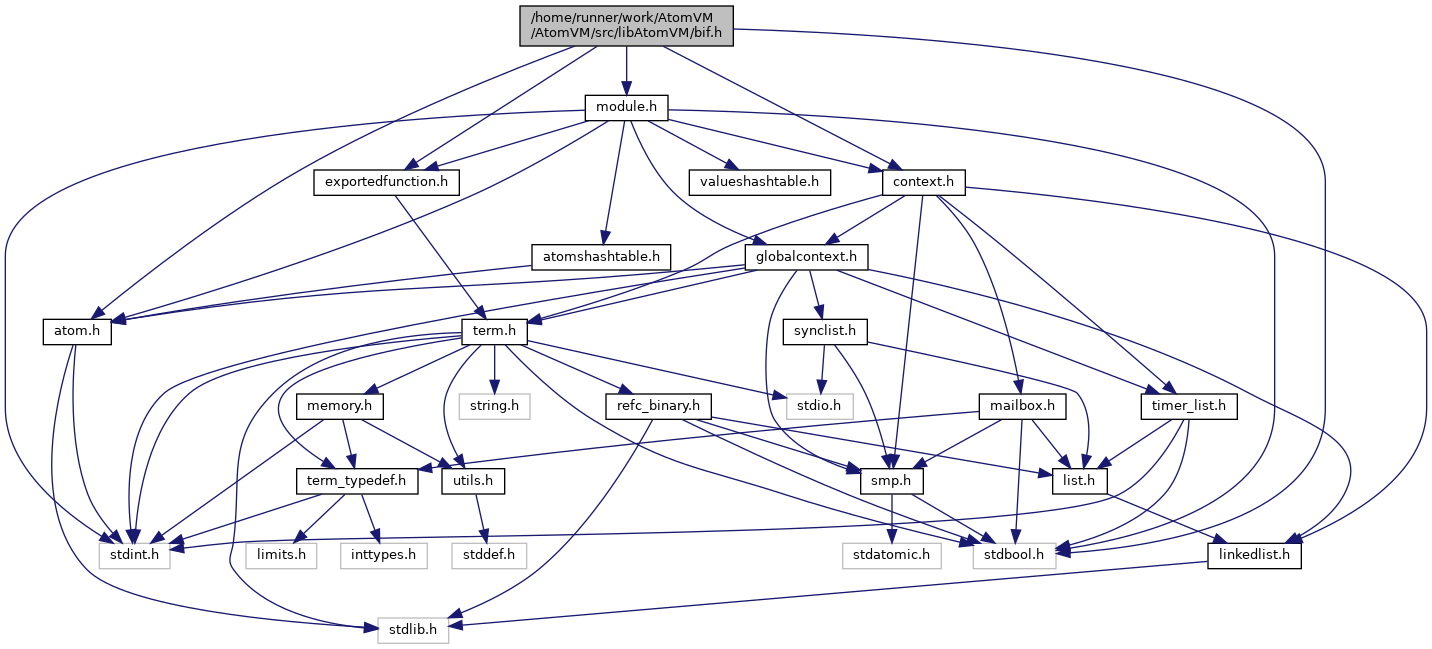 /home/runner/work/AtomVM
/AtomVM/src/libAtomVM/bif.h
module.h
exportedfunction.h
valueshashtable.h
context.h
atomshashtable.h
globalcontext.h
atom.h
term.h
synclist.h
memory.h
string.h
refc_binary.h
stdio.h
mailbox.h
timer_list.h
term_typedef.h
utils.h
smp.h
list.h
stdint.h
limits.h
inttypes.h
stddef.h
stdatomic.h
stdbool.h
linkedlist.h
stdlib.h